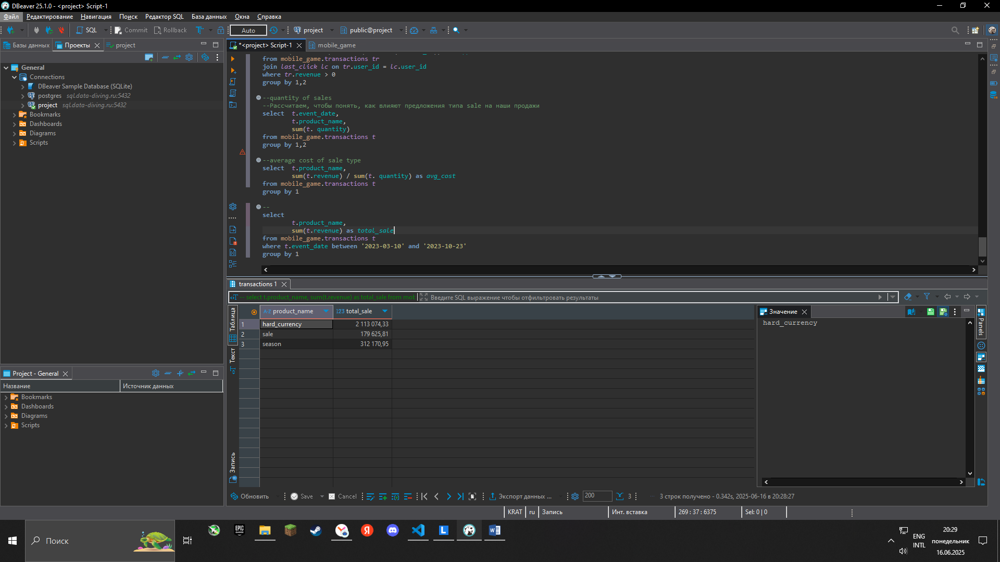 DBeaver 25.1.0 - <project> Script-1
Файл Редактирование Навигация Поиск Редактор SQL База данных Окна Справка
SQL Commit Rollback Auto project public@project
Базы данных Проекты project
General
Connections
DBeaver Sample Database (SQLite)
postgres sql.data-diving.ru:5432
project sql.data-diving.ru:5432
Bookmarks
Dashboards
Diagrams
Scripts
*<project> Script-1 mobile_game
from mobile_game.transactions tr
join last_click lc on tr.user_id = lc.user_id
where tr.revenue > 0
group by 1,2
--quantity of sales
--Рассчитаем, чтобы понять, как влияют предложения типа sale на наши продажи
select t.event_date,
t.product_name,
sum(t. quantity)
from mobile_game.transactions t
group by 1,2
--average cost of sale type
select t.product_name,
sum(t.revenue) / sum(t. quantity) as avg_cost
from mobile_game.transactions t
group by 1
--
select
t.product_name,
sum(t.revenue) as total_sale
from mobile_game.transactions t
where t.event_date between '2023-03-10' and '2023-10-23'
group by 1
transactions 1
-- select t.product_name, sum(t.revenue) as total_sale from mob Введите SQL выражение чтобы отфильтровать результаты
Таблица
Текст
Запись
A-Z product_name 123 total_sale
1 hard_currency 2 113 074,33
2 sale 179 625,81
3 season 312 170,95
Значение
hard_currency
Panels
Обновить Save Cancel Экспорт данных ... 200 3 3 строк получено - 0.342s, 2025-06-16 в 20:28:27
KRAT ru Запись Инт. вставка 269 : 37 : 6375 Sel: 0 | 0
Project - General
Название Источник данных
Bookmarks
Dashboards
Diagrams
Scripts
Поиск
EPIC GAMES
Я
L
W
ENG
INTL
20:29
понедельник
16.06.2025